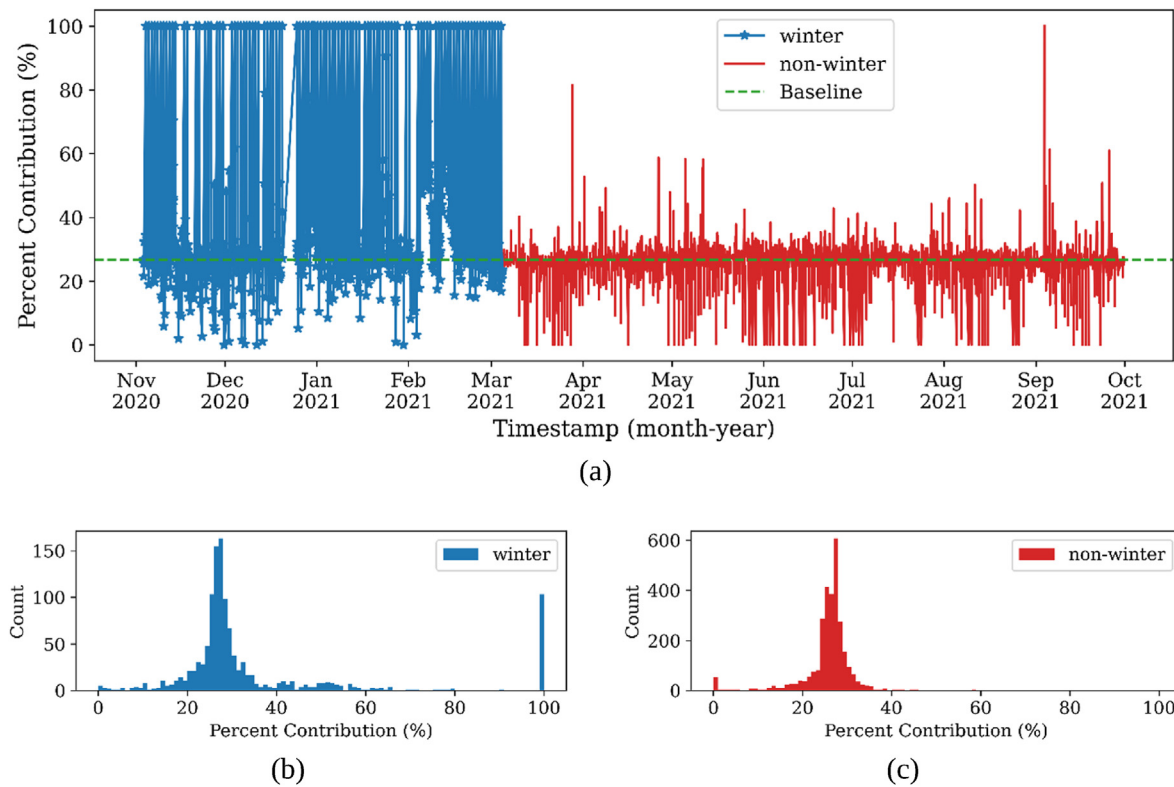 100
80
60
40
20
0
Percent Contribution (%)
winter
non-winter
Baseline
Nov Dec Jan Feb Mar Apr May Jun Jul Aug Sep Oct
2020 2020 2021 2021 2021 2021 2021 2021 2021 2021 2021 2021
Timestamp (month-year)
(a)
150
100
50
0
Count
winter
0 20 40 60 80 100
Percent Contribution (%)
(b)
600
400
200
0
Count
non-winter
0 20 40 60 80 100
Percent Contribution (%)
(c)